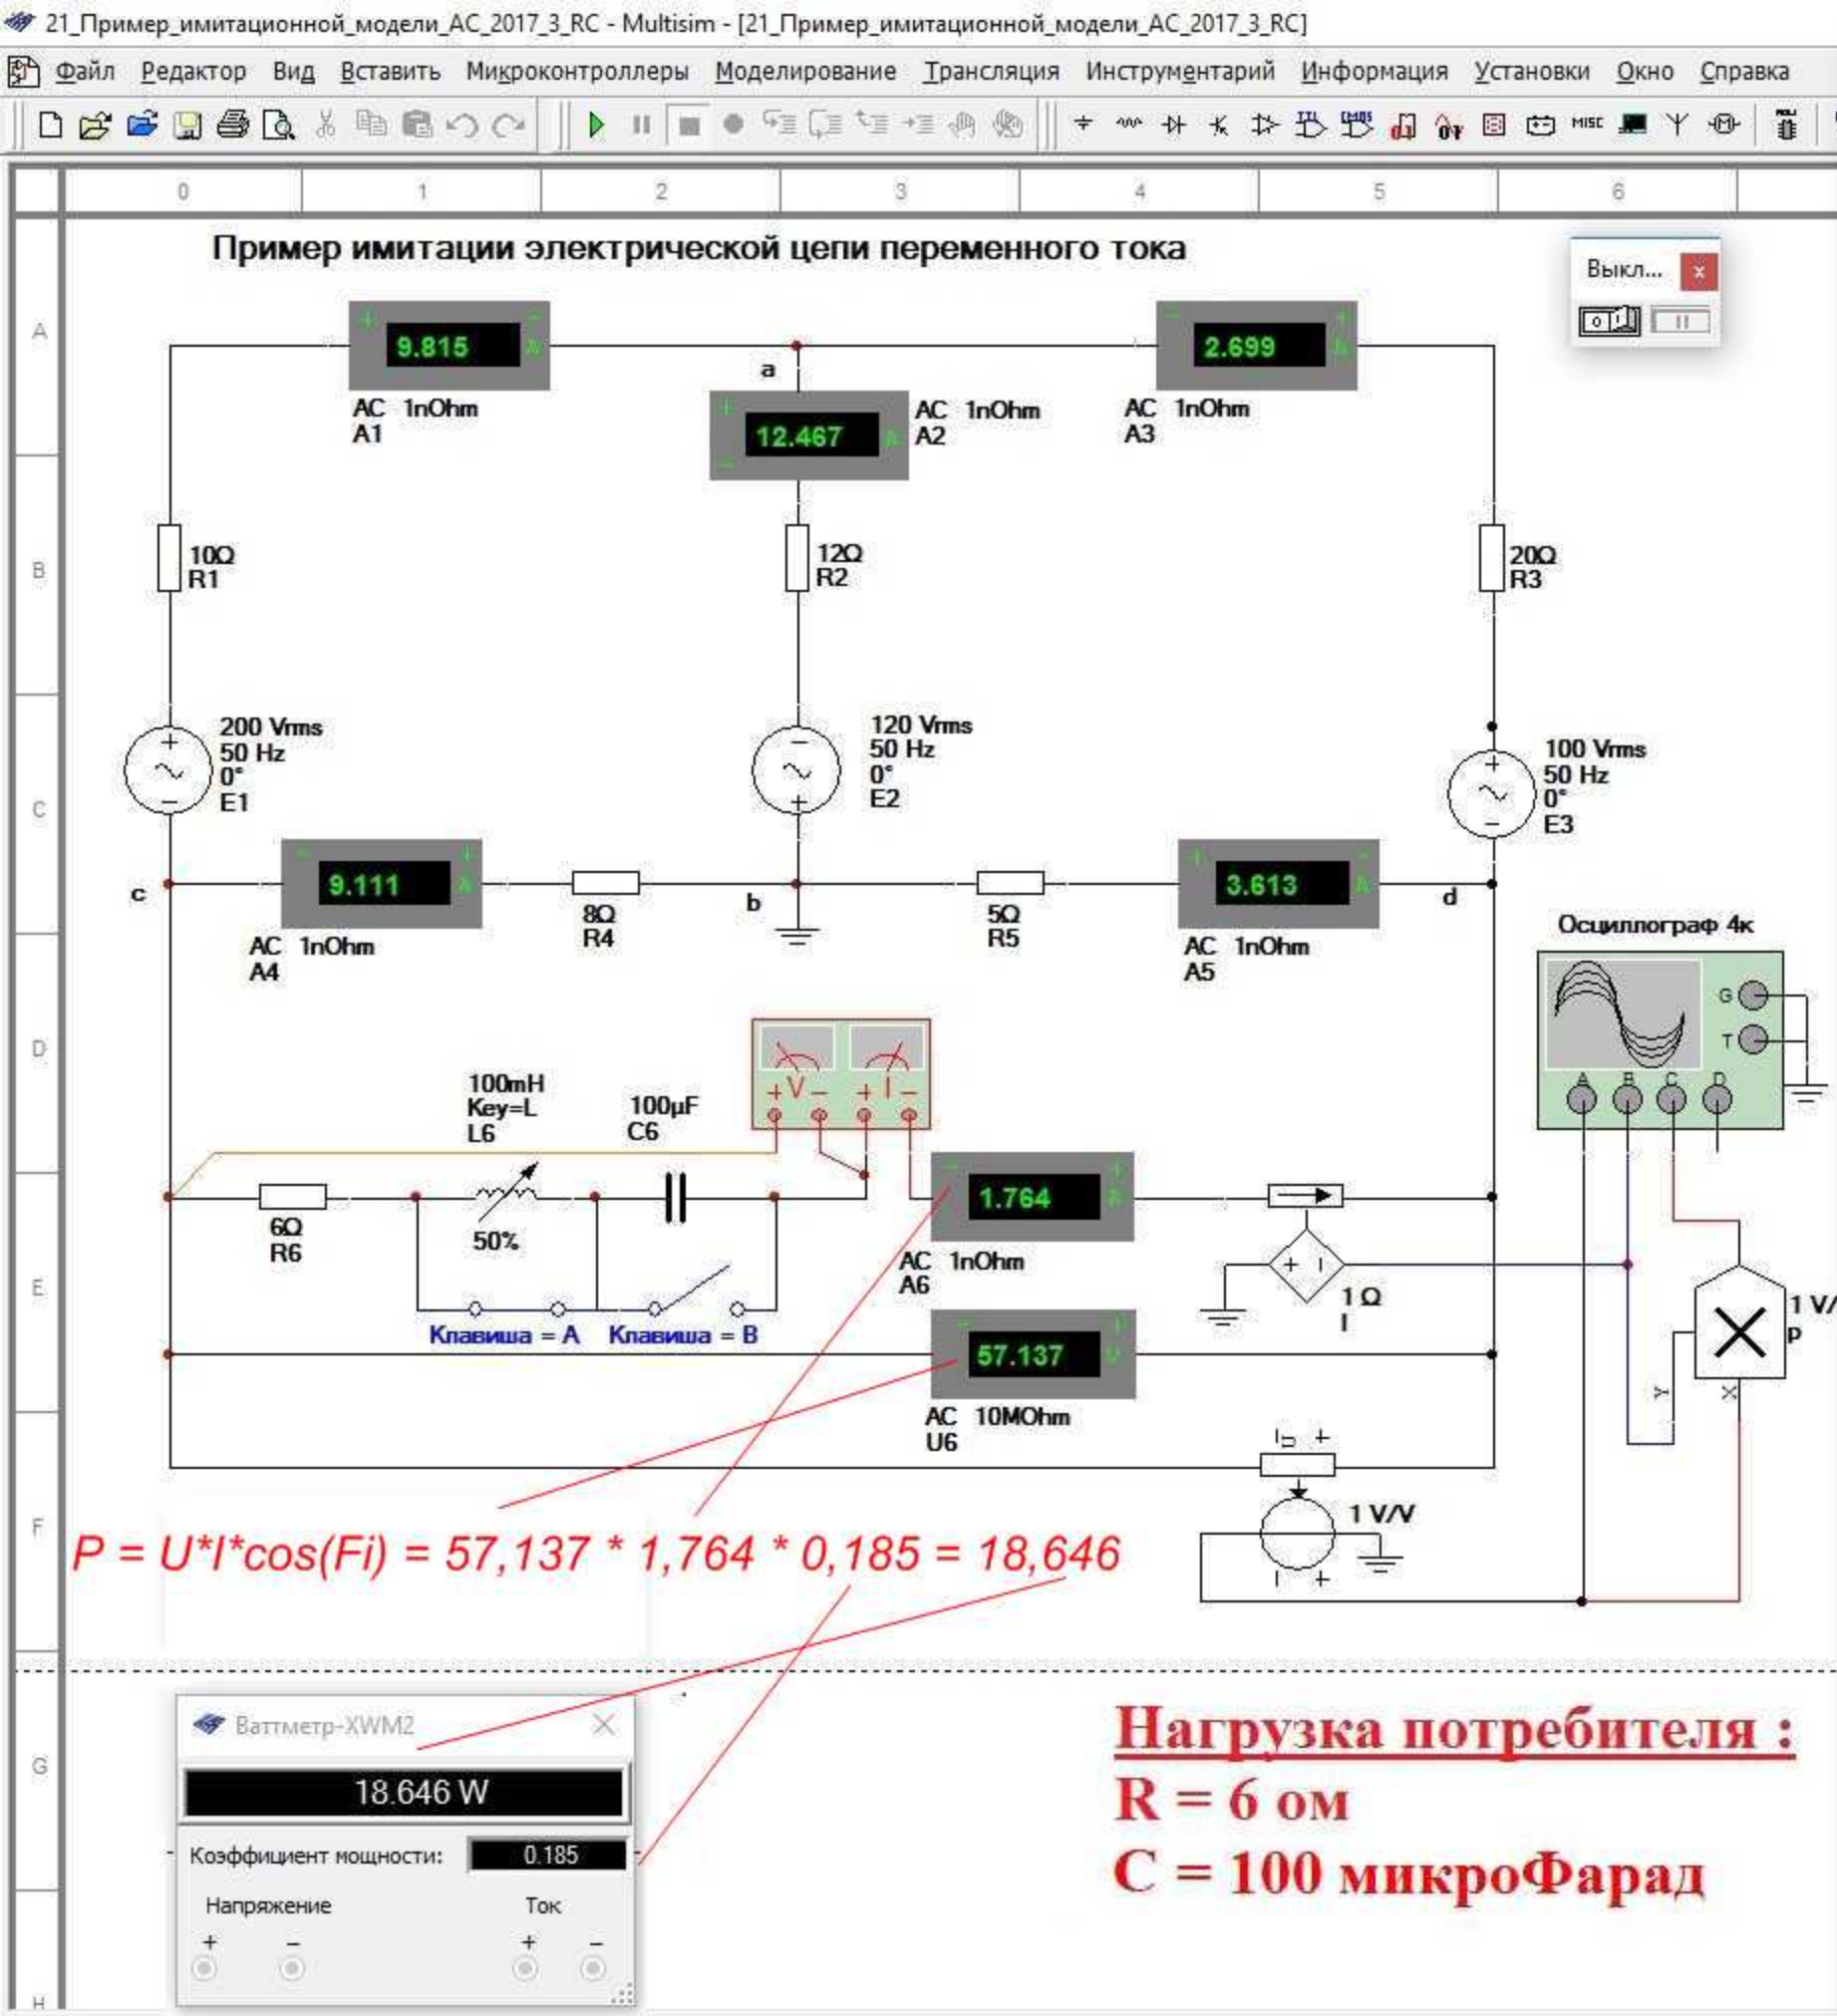 21_Пример_имитационной_модели_AC_2017_3_RC - Multisim - [21_Пример_имитационной_модели_AC_2017_3_RC]
Файл Редактор Вид Вставить Микроконтроллеры Моделирование Трансляция Инструментарий Информация Установки Окно Справка
MISC
0 1 2 3 4 5 6
Пример имитации электрической цепи переменного тока
Выкл...
A
+ 9.815 - A
AC 1nOhm
A1
a
+ 12.467 - A
AC 1nOhm
A2
- 2.699 + A
AC 1nOhm
A3
B
10Ω
R1
12Ω
R2
20Ω
R3
C
200 Vrms
50 Hz
0°
E1
120 Vrms
50 Hz
0°
E2
100 Vrms
50 Hz
0°
E3
c
- 9.111 + A
AC 1nOhm
A4
8Ω
R4
b
5Ω
R5
+ 3.613 - A
AC 1nOhm
A5
d
Осциллограф 4к
G
T
A B C D
D
100mH
Key=L
L6
100µF
C6
+ V - + I -
6Ω
R6
50%
- 1.764 + A
AC 1nOhm
A6
E
+ -
1 Ω
I
1 V/
p
Y X
Клавиша = A Клавиша = B
- 57.137 + V
AC 10MOhm
U6
- U +
1 V/V
- +
F
P = U*I*cos(Fi) = 57,137 * 1,764 * 0,185 = 18,646
G
Ваттметр-XWM2
18.646 W
Коэффициент мощности: 0.185
Напряжение Ток
+ - + -
Нагрузка потребителя :
R = 6 ом
C = 100 микроФарад
H